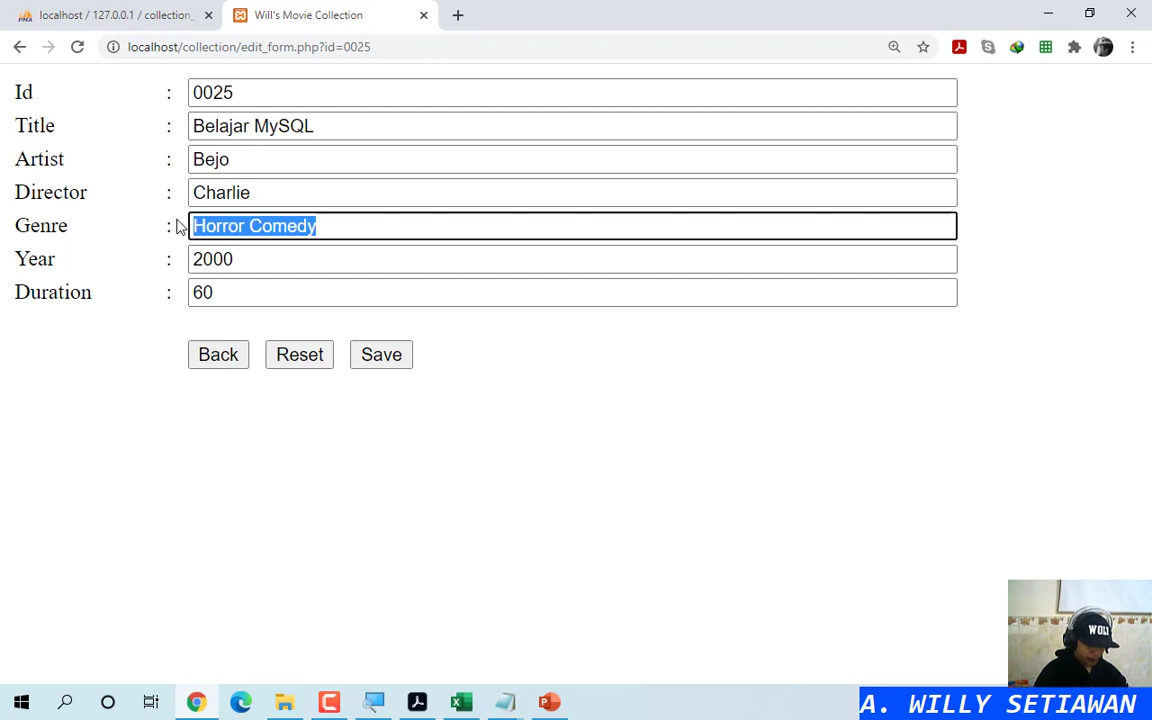 localhost / 127.0.0.1 / collection_
Will's Movie Collection
localhost/collection/edit_form.php?id=0025
Id : 0025
Title : Belajar MySQL
Artist : Bejo
Director : Charlie
Genre : Horror Comedy
Year : 2000
Duration : 60
Back Reset Save
A. WILLY SETIAWAN